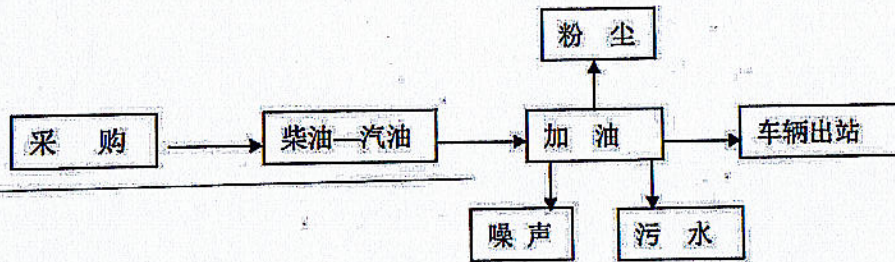 粉 尘
采 购
柴油—汽油
加 油
车辆出站
噪声
污 水